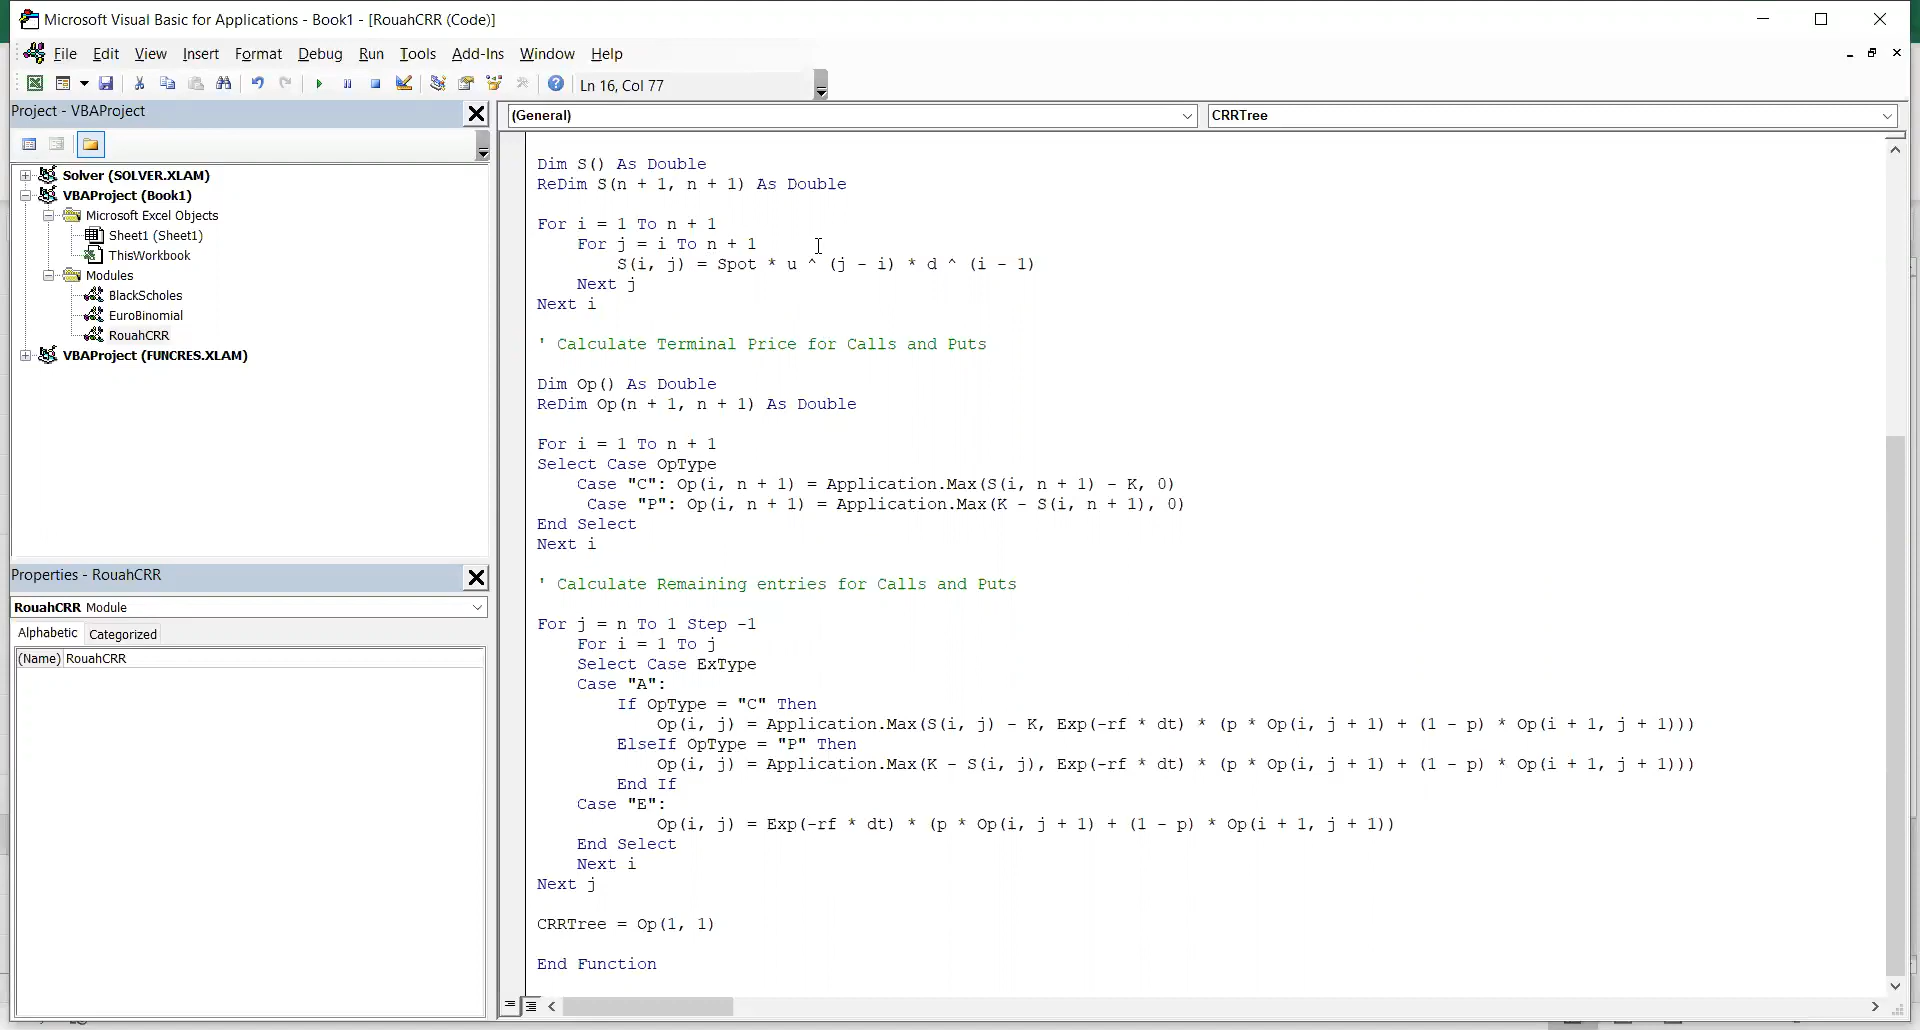 Microsoft Visual Basic for Applications - Book1 - [RouahCRR (Code)]
File Edit View Insert Format Debug Run Tools Add-Ins Window Help
Ln 16, Col 77
Project - VBAProject
Solver (SOLVER.XLAM)
VBAProject (Book1)
Microsoft Excel Objects
Sheet1 (Sheet1)
ThisWorkbook
Modules
BlackScholes
EuroBinomial
RouahCRR
VBAProject (FUNCRES.XLAM)
Properties - RouahCRR
RouahCRR Module
Alphabetic Categorized
(Name) RouahCRR
(General) CRRTree
Dim S() As Double
ReDim S(n + 1, n + 1) As Double
For i = 1 To n + 1
For j = i To n + 1
S(i, j) = Spot * u ^ (j - i) * d ^ (i - 1)
Next j
Next i
' Calculate Terminal Price for Calls and Puts
Dim Op() As Double
ReDim Op(n + 1, n + 1) As Double
For i = 1 To n + 1
Select Case OpType
Case "C": Op(i, n + 1) = Application.Max(S(i, n + 1) - K, 0)
Case "P": Op(i, n + 1) = Application.Max(K - S(i, n + 1), 0)
End Select
Next i
' Calculate Remaining entries for Calls and Puts
For j = n To 1 Step -1
For i = 1 To j
Select Case ExType
Case "A":
If OpType = "C" Then
Op(i, j) = Application.Max(S(i, j) - K, Exp(-rf * dt) * (p * Op(i, j + 1) + (1 - p) * Op(i + 1, j + 1)))
ElseIf OpType = "P" Then
Op(i, j) = Application.Max(K - S(i, j), Exp(-rf * dt) * (p * Op(i, j + 1) + (1 - p) * Op(i + 1, j + 1)))
End If
Case "E":
Op(i, j) = Exp(-rf * dt) * (p * Op(i, j + 1) + (1 - p) * Op(i + 1, j + 1))
End Select
Next i
Next j
CRRTree = Op(1, 1)
End Function